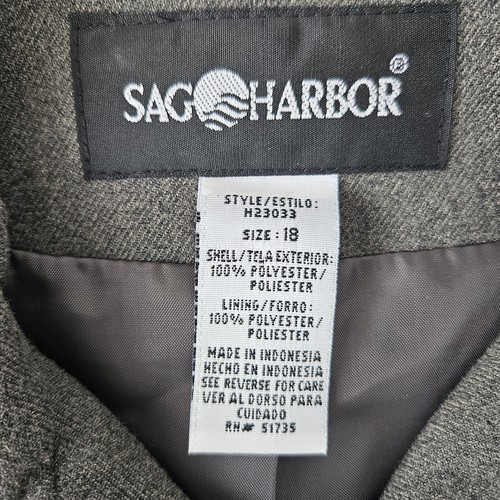 SAG HARBOR®
STYLE/ESTILO:
H23033
SIZE: 18
SHELL/TELA EXTERIOR:
100% POLYESTER/
POLIESTER
LINING/FORRO:
100% POLYESTER/
POLIESTER
MADE IN INDONESIA
HECHO EN INDONESIA
SEE REVERSE FOR CARE
VER AL DORSO PARA
CUIDADO
RN# 51735